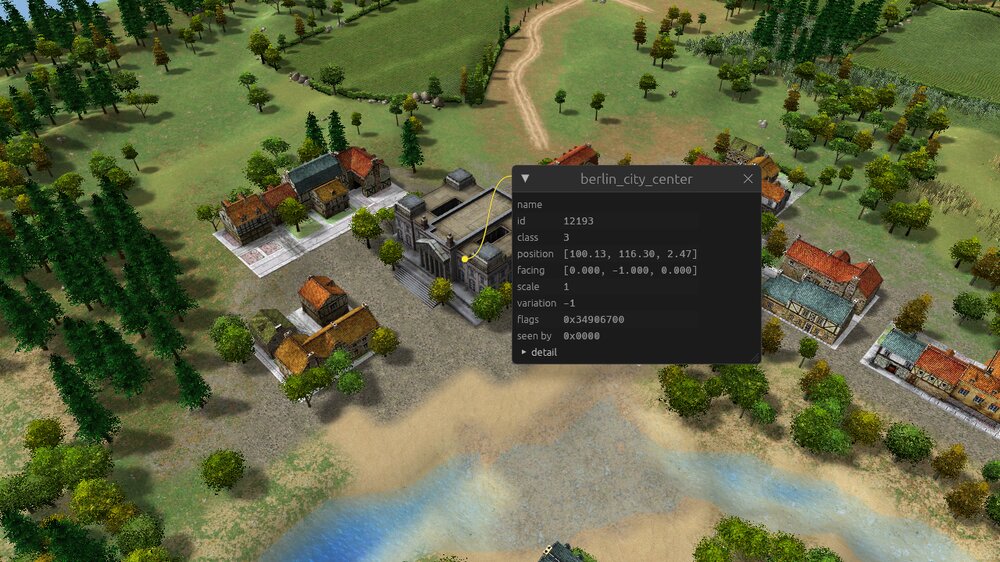 berlin_city_center
name
id 12193
class 3
position [100.13, 116.30, 2.47]
facing [0.000, -1.000, 0.000]
scale 1
variation -1
flags 0x34906700
seen by 0x0000
detail